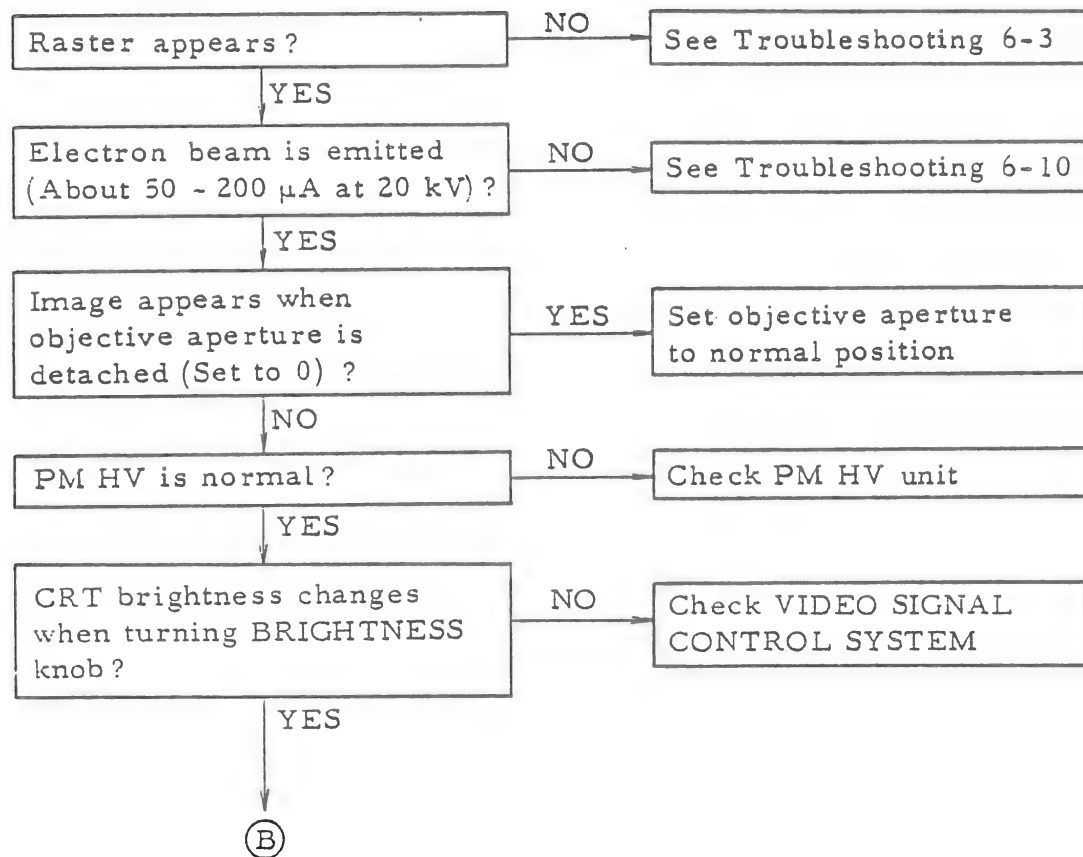 Raster appears?
NO
See Troubleshooting 6-3
YES
Electron beam is emitted
(About 50 ~ 200 μA at 20 kV)?
NO
See Troubleshooting 6-10
YES
Image appears when
objective aperture is
detached (Set to 0) ?
YES
Set objective aperture
to normal position
NO
PM HV is normal?
NO
Check PM HV unit
YES
CRT brightness changes
when turning BRIGHTNESS
knob?
NO
Check VIDEO SIGNAL
CONTROL SYSTEM
YES
B